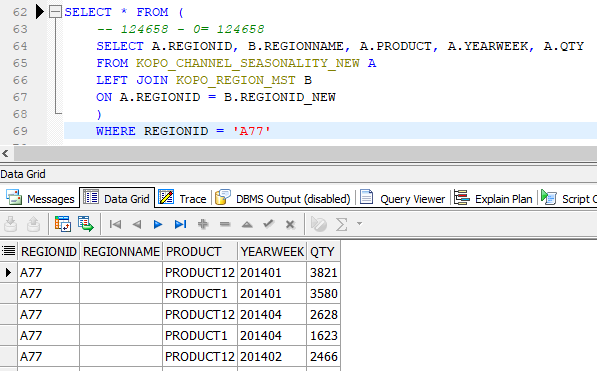 62 SELECT * FROM (
63 -- 124658 - 0= 124658
64 SELECT A.REGIONID, B.REGIONNAME, A.PRODUCT, A.YEARWEEK, A.QTY
65 FROM KOPO_CHANNEL_SEASONALITY_NEW A
66 LEFT JOIN KOPO_REGION_MST B
67 ON A.REGIONID = B.REGIONID_NEW
68 )
69 WHERE REGIONID = 'A77'
Data Grid
Messages Data Grid Trace DBMS Output (disabled) Query Viewer Explain Plan Script O
REGIONID REGIONNAME PRODUCT YEARWEEK QTY
A77 PRODUCT12 201401 3821
A77 PRODUCT1 201401 3580
A77 PRODUCT12 201404 2628
A77 PRODUCT1 201404 1623
A77 PRODUCT12 201402 2466